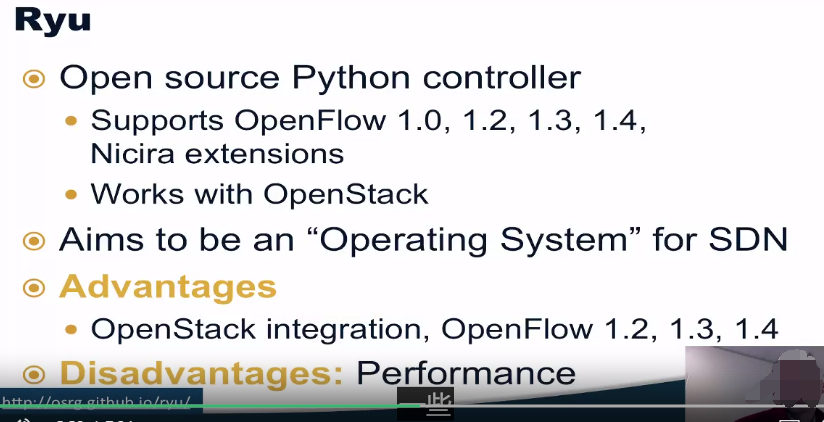 Ryu
Open source Python controller
Supports OpenFlow 1.0, 1.2, 1.3, 1.4,
Nicira extensions
Works with OpenStack
Aims to be an “Operating System” for SDN
Advantages
OpenStack integration, OpenFlow 1.2, 1.3, 1.4
Disadvantages: Performance
http://osrg.github.io/ryu/